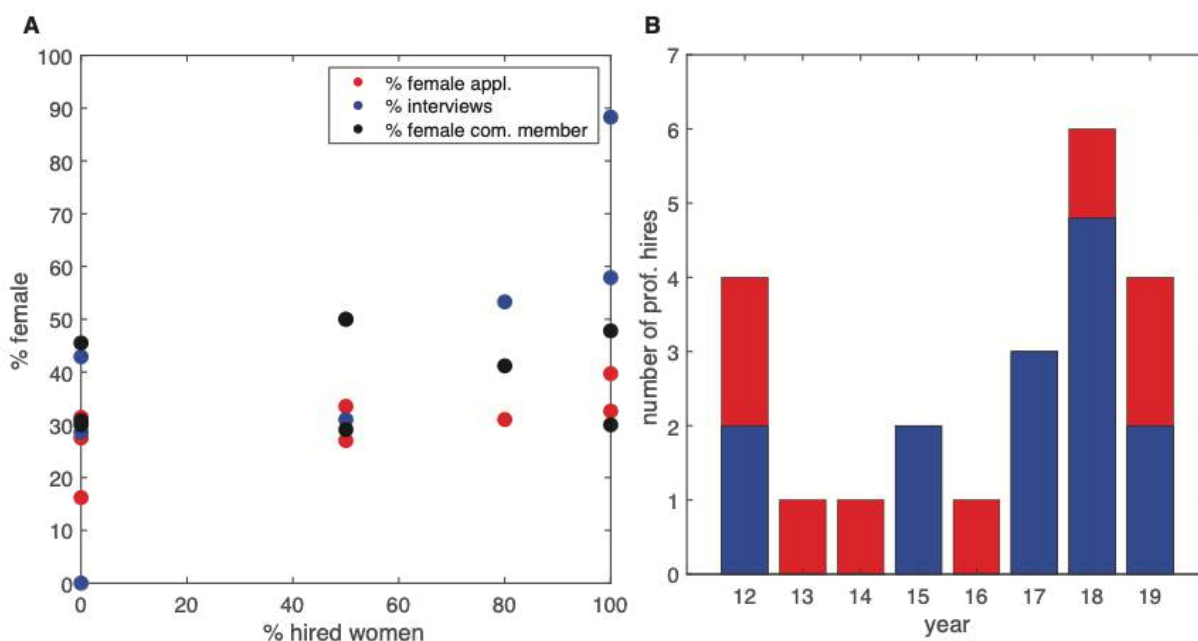 A
100
90
80
70
60
50
40
30
20
10
0
% female
0 20 40 60 80 100
% hired women
% female appl.
% interviews
% female com. member
B
7
6
5
4
3
2
1
0
number of prof. hires
12 13 14 15 16 17 18 19
year